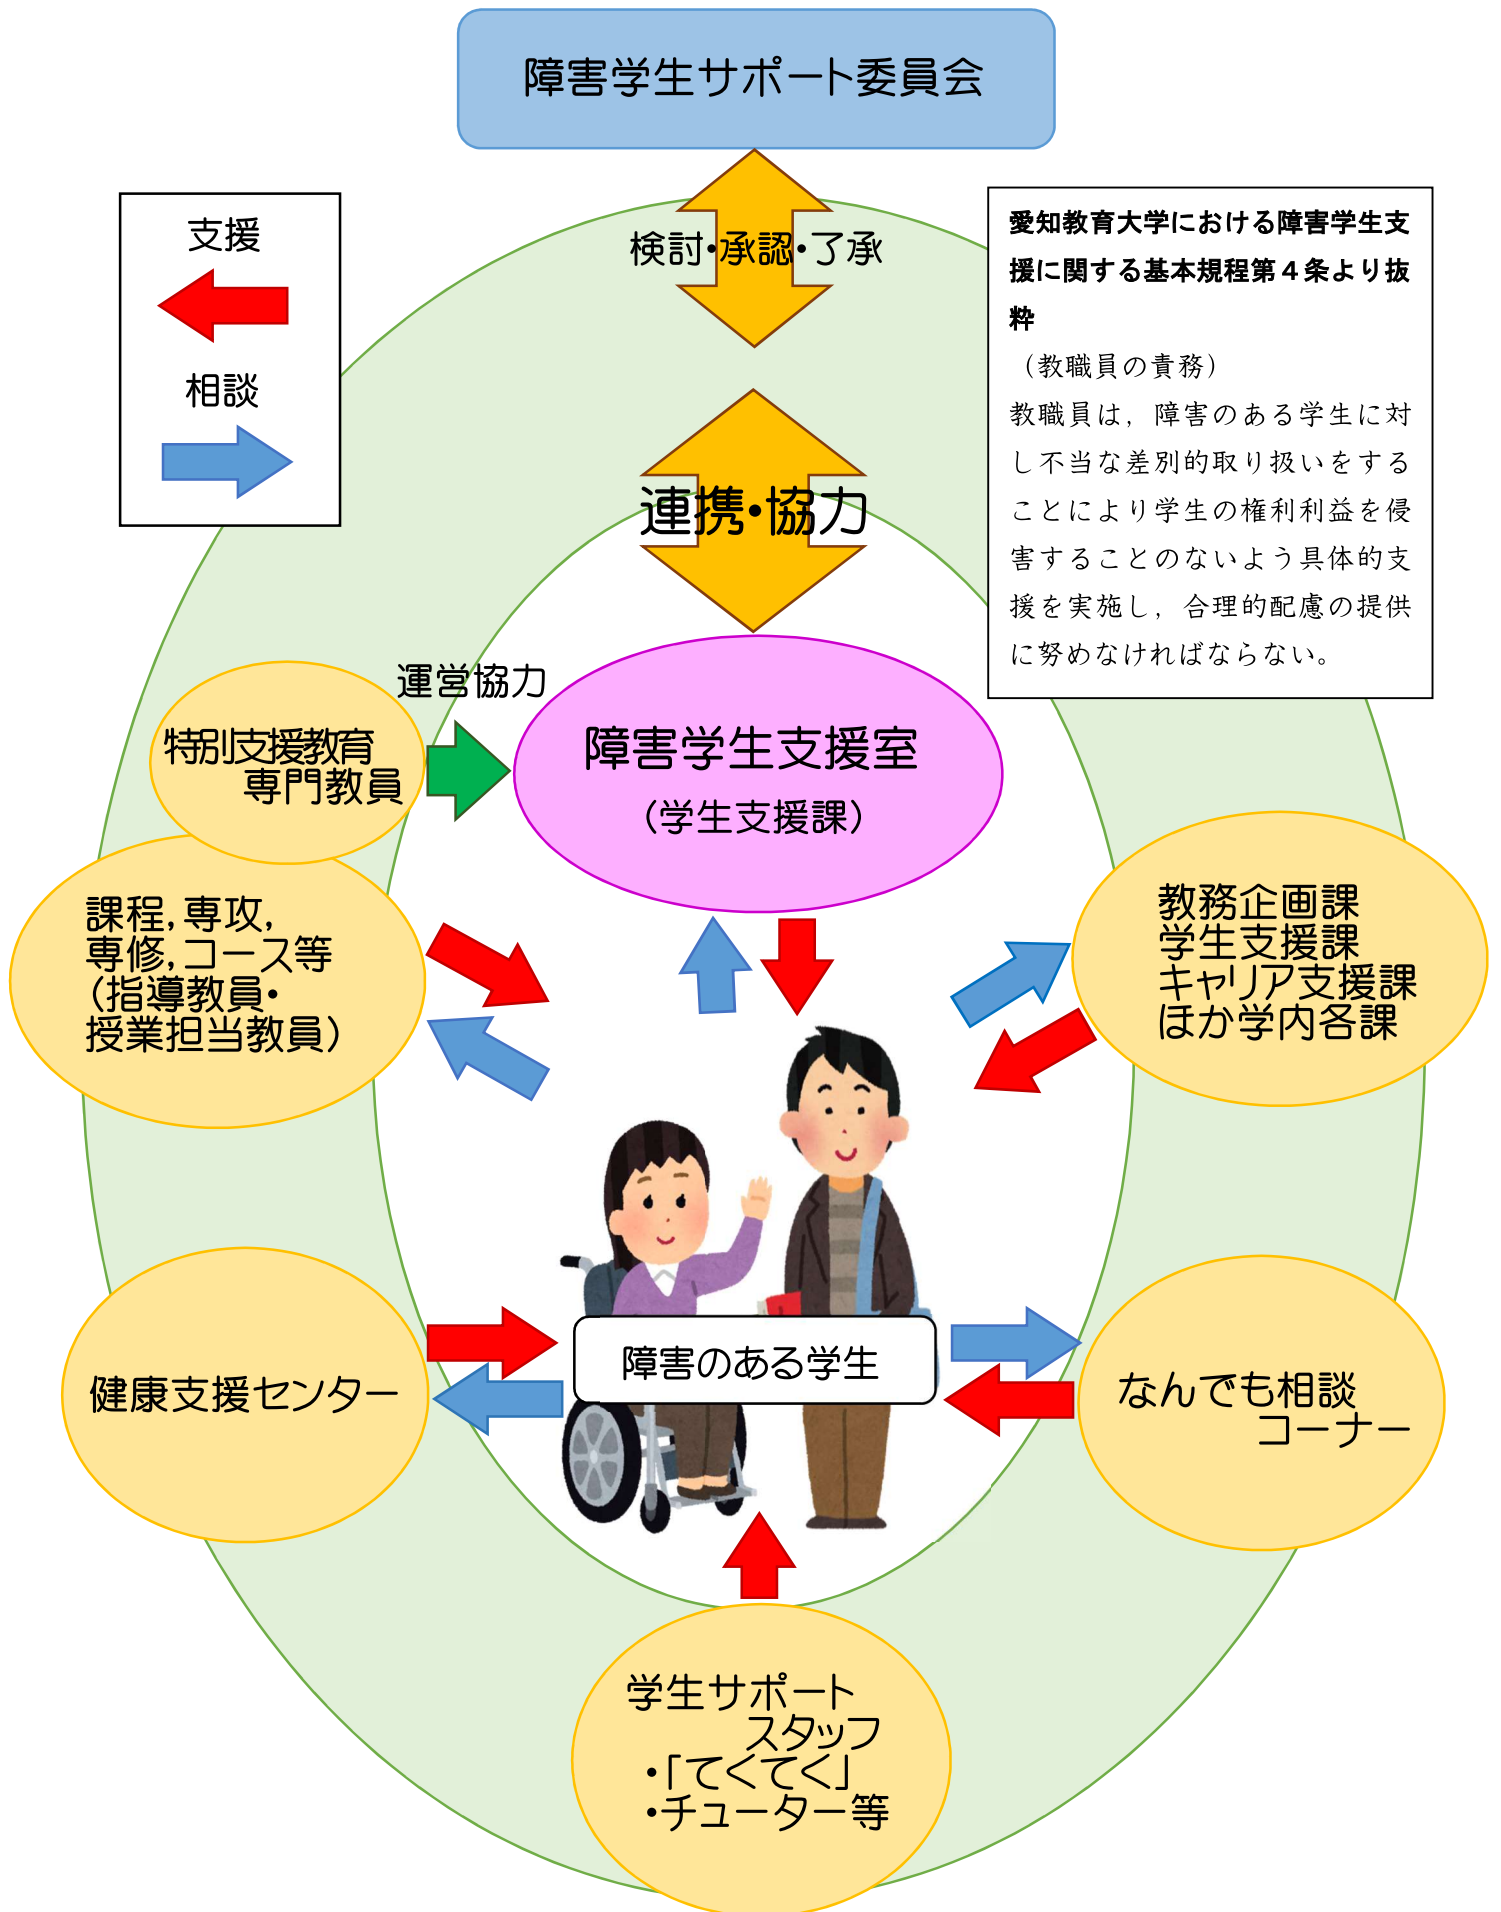 障害学生サポート委員会
支援
相談
検討・承認・了承
愛知教育大学における障害学生支
援に関する基本規程第４条より抜
粋
（教職員の責務）
教職員は，障害のある学生に対
し不当な差別的取り扱いをする
ことにより学生の権利利益を侵
害することのないよう具体的支
援を実施し，合理的配慮の提供
に努めなければならない。
連携・協力
運営協力
特別支援教育
専門教員
障害学生支援室
（学生支援課）
課程，専攻，
専修，コース等
（指導教員・
授業担当教員）
教務企画課
学生支援課
キャリア支援課
ほか学内各課
障害のある学生
健康支援センター
なんでも相談
コーナー
学生サポート
スタッフ
・「てくてく」
・チューター等